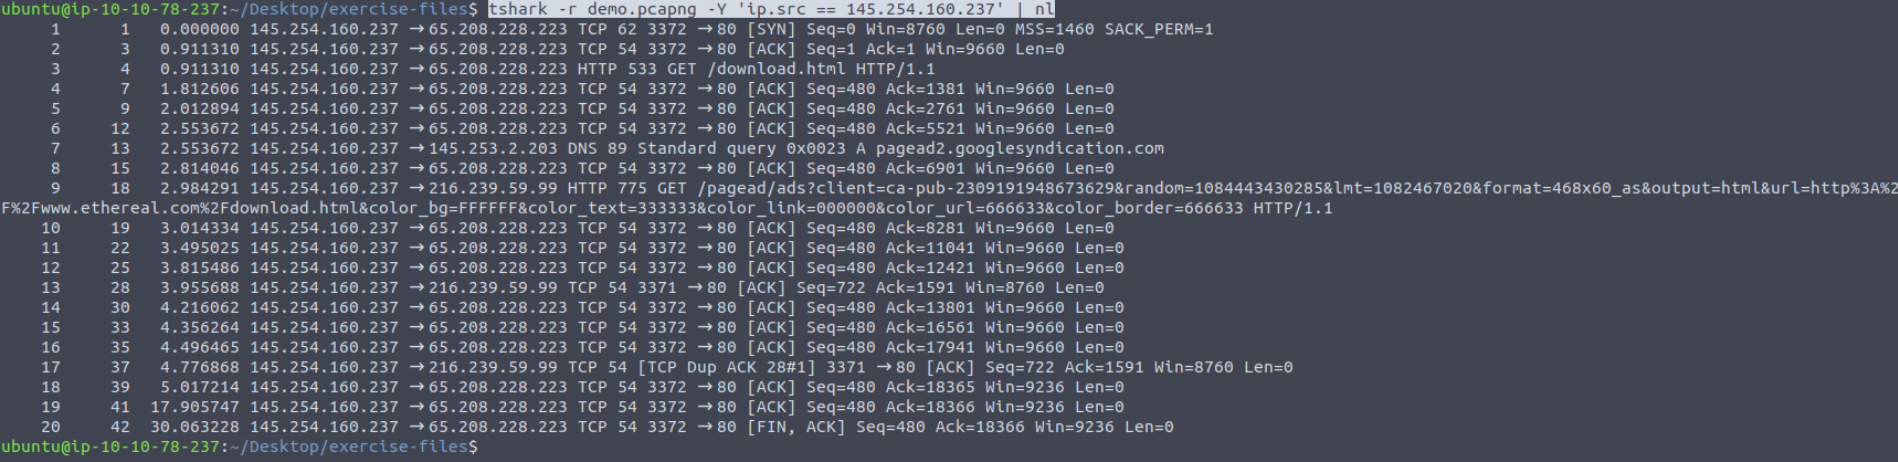 ubuntu@ip-10-10-78-237:~/Desktop/exercise-files$ tshark -r demo.pcapng -Y 'ip.src == 145.254.160.237' | nl
1 1 0.000000 145.254.160.237 → 65.208.228.223 TCP 62 3372 → 80 [SYN] Seq=0 Win=8760 Len=0 MSS=1460 SACK_PERM=1
2 3 0.911310 145.254.160.237 → 65.208.228.223 TCP 54 3372 → 80 [ACK] Seq=1 Ack=1 Win=9660 Len=0
3 4 0.911310 145.254.160.237 → 65.208.228.223 HTTP 533 GET /download.html HTTP/1.1
4 7 1.812606 145.254.160.237 → 65.208.228.223 TCP 54 3372 → 80 [ACK] Seq=480 Ack=1381 Win=9660 Len=0
5 9 2.012894 145.254.160.237 → 65.208.228.223 TCP 54 3372 → 80 [ACK] Seq=480 Ack=2761 Win=9660 Len=0
6 12 2.553672 145.254.160.237 → 65.208.228.223 TCP 54 3372 → 80 [ACK] Seq=480 Ack=5521 Win=9660 Len=0
7 13 2.553672 145.254.160.237 → 145.253.2.203 DNS 89 Standard query 0x0023 A pagead2.googlesyndication.com
8 15 2.814046 145.254.160.237 → 65.208.228.223 TCP 54 3372 → 80 [ACK] Seq=480 Ack=6901 Win=9660 Len=0
9 18 2.984291 145.254.160.237 → 216.239.59.99 HTTP 775 GET /pagead/ads?client=ca-pub-2309191948673629&random=1084443430285&lmt=1082467020&format=468x60_as&output=html&url=http%3A%2
F%2Fwww.ethereal.com%2Fdownload.html&color_bg=FFFFFF&color_text=333333&color_link=000000&color_url=666633&color_border=666633 HTTP/1.1
10 19 3.014334 145.254.160.237 → 65.208.228.223 TCP 54 3372 → 80 [ACK] Seq=480 Ack=8281 Win=9660 Len=0
11 22 3.495025 145.254.160.237 → 65.208.228.223 TCP 54 3372 → 80 [ACK] Seq=480 Ack=11041 Win=9660 Len=0
12 25 3.815486 145.254.160.237 → 65.208.228.223 TCP 54 3372 → 80 [ACK] Seq=480 Ack=12421 Win=9660 Len=0
13 28 3.955688 145.254.160.237 → 216.239.59.99 TCP 54 3371 → 80 [ACK] Seq=722 Ack=1591 Win=8760 Len=0
14 30 4.216062 145.254.160.237 → 65.208.228.223 TCP 54 3372 → 80 [ACK] Seq=480 Ack=13801 Win=9660 Len=0
15 33 4.356264 145.254.160.237 → 65.208.228.223 TCP 54 3372 → 80 [ACK] Seq=480 Ack=16561 Win=9660 Len=0
16 35 4.496465 145.254.160.237 → 65.208.228.223 TCP 54 3372 → 80 [ACK] Seq=480 Ack=17941 Win=9660 Len=0
17 37 4.776868 145.254.160.237 → 216.239.59.99 TCP 54 [TCP Dup ACK 28#1] 3371 → 80 [ACK] Seq=722 Ack=1591 Win=8760 Len=0
18 39 5.017214 145.254.160.237 → 65.208.228.223 TCP 54 3372 → 80 [ACK] Seq=480 Ack=18365 Win=9236 Len=0
19 41 17.905747 145.254.160.237 → 65.208.228.223 TCP 54 3372 → 80 [ACK] Seq=480 Ack=18366 Win=9236 Len=0
20 42 30.063228 145.254.160.237 → 65.208.228.223 TCP 54 3372 → 80 [FIN, ACK] Seq=480 Ack=18366 Win=9236 Len=0
ubuntu@ip-10-10-78-237:~/Desktop/exercise-files$